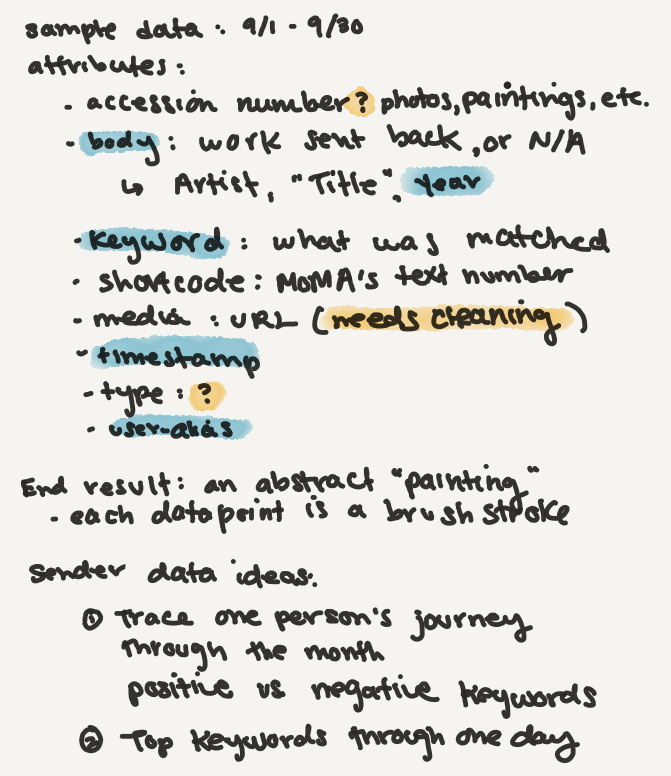 sample data: 9/1 - 9/30
attributes:
- accession number? photos, paintings, etc.
- body: work sent back, or N/A
↳ Artist, "Title", year
- keyword: what was matched
- shortcode: MoMA's text number
- media: URL (needs cleaning)
- timestamp
- type: ?
- user-alias
End result: an abstract "painting"
- each datapoint is a brush stroke
Sender data ideas:
① Trace one person's journey
through the month
positive vs negative keywords
② Top keywords through one day